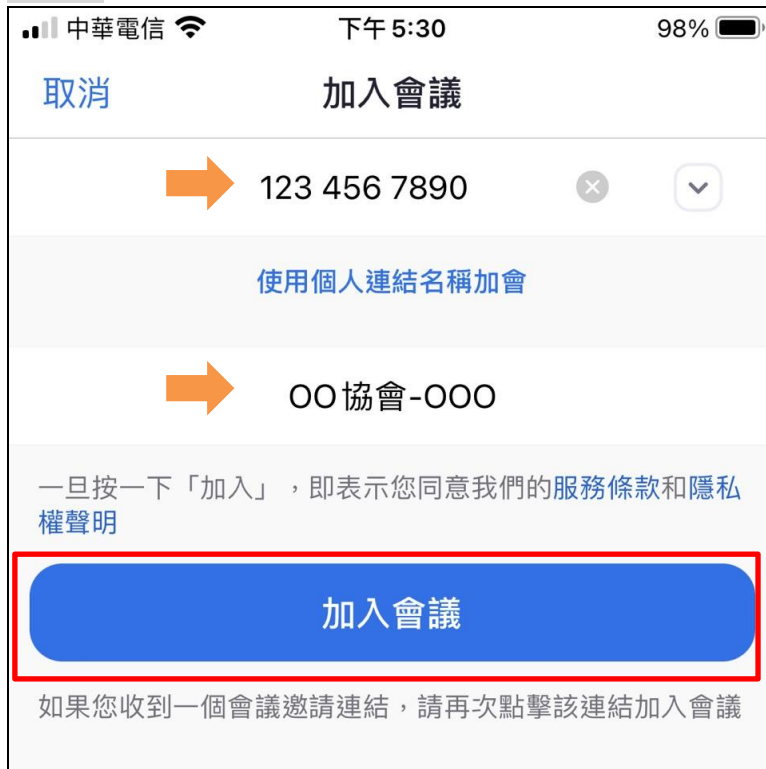 中華電信 下午 5:30 98%
取消 加入會議
123 456 7890
使用個人連結名稱加會
OO協會-OOO
一旦按一下「加入」，即表示您同意我們的服務條款和隱私
權聲明
加入會議
如果您收到一個會議邀請連結，請再次點擊該連結加入會議